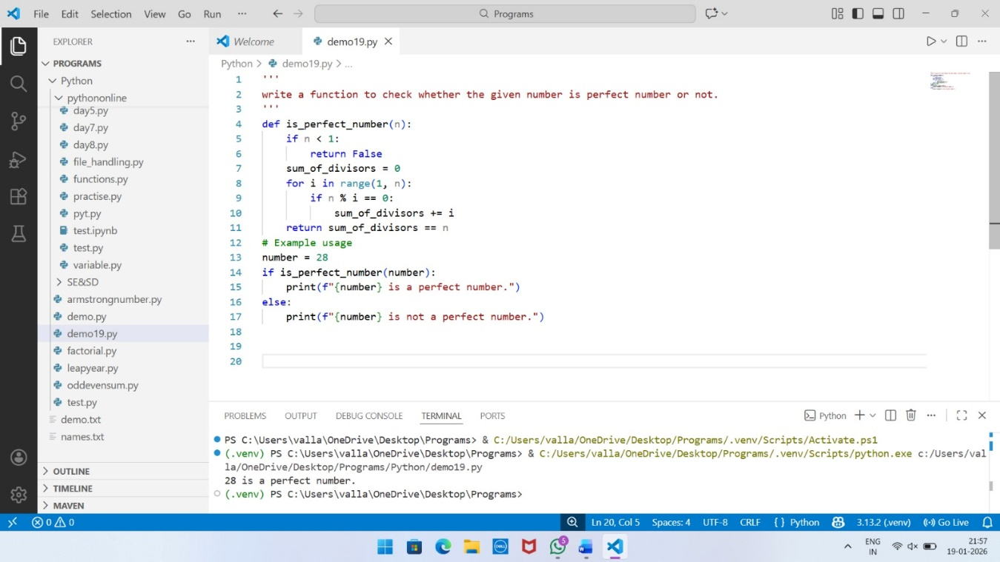 File Edit Selection View Go Run ··· Programs
EXPLORER ···
PROGRAMS
Python
pythononline
day5.py
day7.py
day8.py
file_handling.py
functions.py
practise.py
pyt.py
test.ipynb
test.py
variable.py
SE&SD
armstrongnumber.py
demo.py
demo19.py
factorial.py
leapyear.py
oddevensum.py
test.py
demo.txt
names.txt
OUTLINE
TIMELINE
MAVEN
Welcome demo19.py
Python > demo19.py > ...
1 '''
2 write a function to check whether the given number is perfect number or not.
3 '''
4 def is_perfect_number(n):
5 if n < 1:
6 return False
7 sum_of_divisors = 0
8 for i in range(1, n):
9 if n % i == 0:
10 sum_of_divisors += i
11 return sum_of_divisors == n
12 # Example usage
13 number = 28
14 if is_perfect_number(number):
15 print(f"{number} is a perfect number.")
16 else:
17 print(f"{number} is not a perfect number.")
18
19
20
PROBLEMS OUTPUT DEBUG CONSOLE TERMINAL PORTS Python
PS C:\Users\valla\OneDrive\Desktop\Programs> & C:/Users/valla/OneDrive/Desktop/Programs/.venv/Scripts/Activate.ps1
(.venv) PS C:\Users\valla\OneDrive\Desktop\Programs> & C:/Users/valla/OneDrive/Desktop/Programs/.venv/Scripts/python.exe c:/Users/val
la/OneDrive/Desktop/Programs/Python/demo19.py
28 is a perfect number.
(.venv) PS C:\Users\valla\OneDrive\Desktop\Programs>
0 0 Ln 20, Col 5 Spaces: 4 UTF-8 CRLF { } Python 3.13.2 (.venv) Go Live
DELL 5 ENG 21:57
IN 19-01-2026